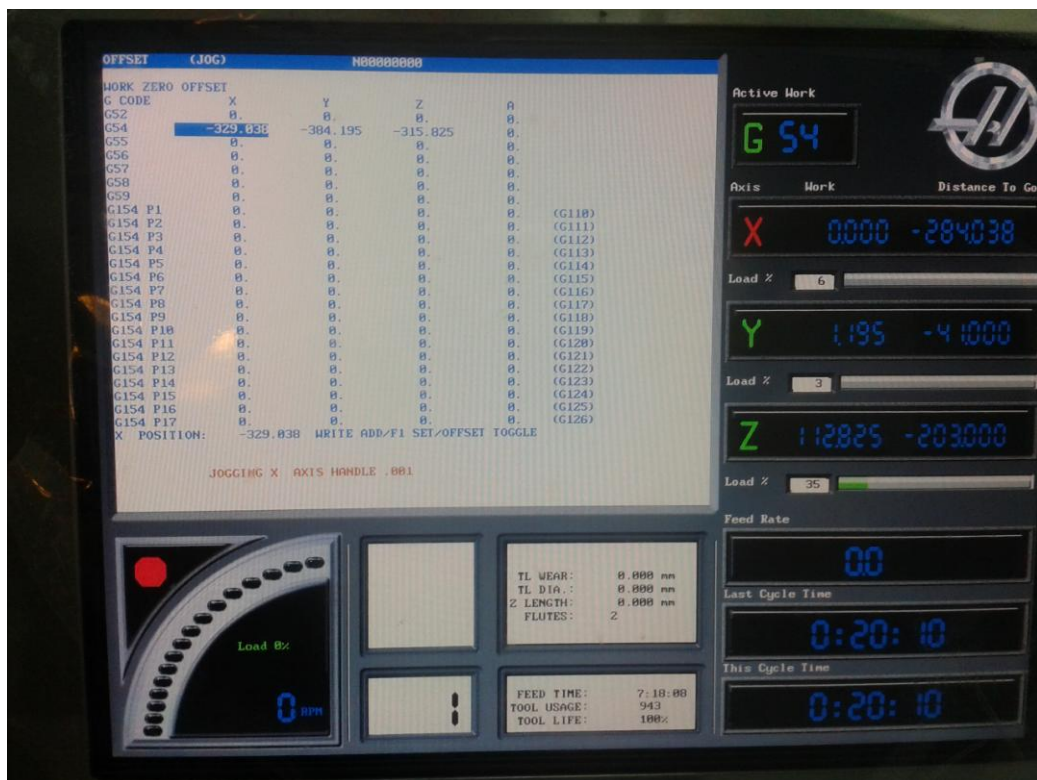 OFFSET (JOG) N00000000
WORK ZERO OFFSET
G CODE X Y Z A
G52 0. 0. 0. 0.
G54 -329.038 -384.195 -315.825 0.
G55 0. 0. 0. 0.
G56 0. 0. 0. 0.
G57 0. 0. 0. 0.
G58 0. 0. 0. 0.
G59 0. 0. 0. 0.
G154 P1 0. 0. 0. 0. (G110)
G154 P2 0. 0. 0. 0. (G111)
G154 P3 0. 0. 0. 0. (G112)
G154 P4 0. 0. 0. 0. (G113)
G154 P5 0. 0. 0. 0. (G114)
G154 P6 0. 0. 0. 0. (G115)
G154 P7 0. 0. 0. 0. (G116)
G154 P8 0. 0. 0. 0. (G117)
G154 P9 0. 0. 0. 0. (G118)
G154 P10 0. 0. 0. 0. (G119)
G154 P11 0. 0. 0. 0. (G120)
G154 P12 0. 0. 0. 0. (G121)
G154 P13 0. 0. 0. 0. (G122)
G154 P14 0. 0. 0. 0. (G123)
G154 P15 0. 0. 0. 0. (G124)
G154 P16 0. 0. 0. 0. (G125)
G154 P17 0. 0. 0. 0. (G126)
X POSITION: -329.038 WRITE ADD/F1 SET/OFFSET TOGGLE
JOGGING X AXIS HANDLE .001
Active Work
G 54
Axis Work Distance To Go
X 0.000 -284.038
Load % 6
Y 1.195 -41.000
Load % 3
Z 112.825 -203.000
Load % 35
Feed Rate
0.0
Last Cycle Time
0:20:10
This Cycle Time
0:20:10
Load 0%
0 RPM
1
TL WEAR: 0.000 mm
TL DIA.: 0.000 mm
Z LENGTH: 0.000 mm
FLUTES: 2
FEED TIME: 7:18:08
TOOL USAGE: 943
TOOL LIFE: 100%